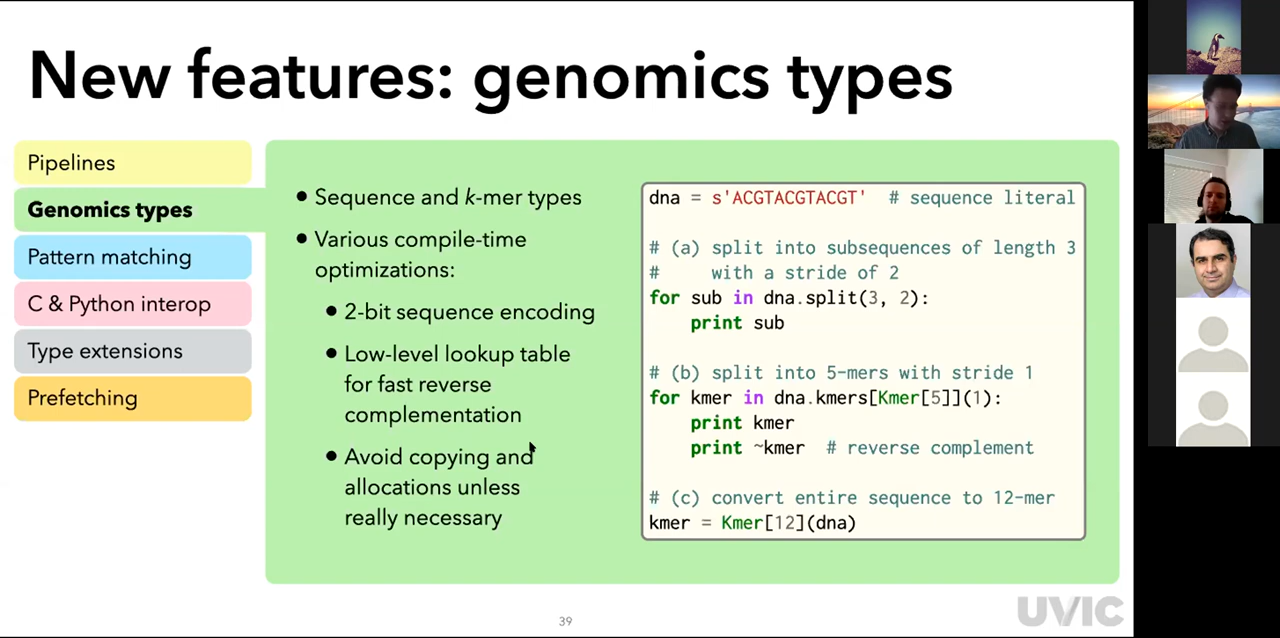 New features: genomics types
Pipelines
Genomics types
Pattern matching
C & Python interop
Type extensions
Prefetching
● Sequence and k-mer types
● Various compile-time
optimizations:
● 2-bit sequence encoding
● Low-level lookup table
for fast reverse
complementation
● Avoid copying and
allocations unless
really necessary
dna = s'ACGTACGTACGT'  # sequence literal
# (a) split into subsequences of length 3
#     with a stride of 2
for sub in dna.split(3, 2):
    print sub
# (b) split into 5-mers with stride 1
for kmer in dna.kmers[Kmer[5]](1):
    print kmer
    print ~kmer  # reverse complement
# (c) convert entire sequence to 12-mer
kmer = Kmer[12](dna)
39
UVIC